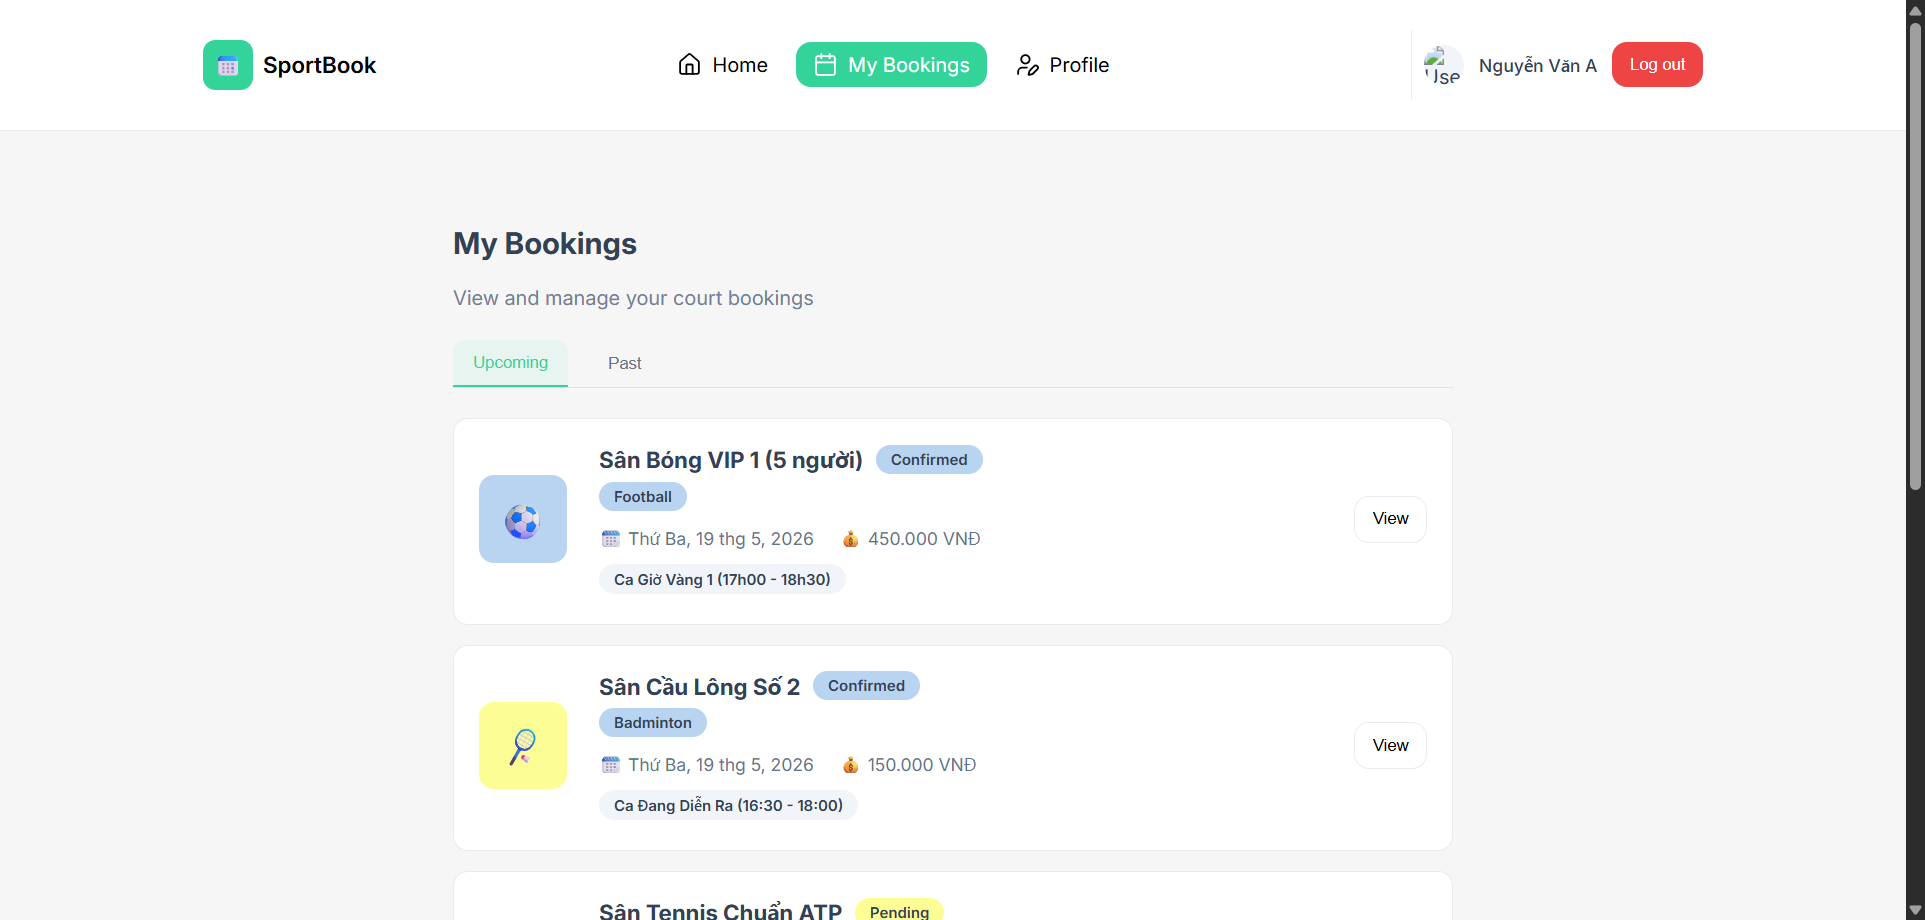 SportBook
Home
My Bookings
Profile
Use
Nguyễn Văn A
Log out
My Bookings
View and manage your court bookings
Upcoming
Past
Sân Bóng VIP 1 (5 người)
Confirmed
Football
Thứ Ba, 19 thg 5, 2026
450.000 VNĐ
Ca Giờ Vàng 1 (17h00 - 18h30)
View
Sân Cầu Lông Số 2
Confirmed
Badminton
Thứ Ba, 19 thg 5, 2026
150.000 VNĐ
Ca Đang Diễn Ra (16:30 - 18:00)
View
Sân Tennis Chuẩn ATP
Pending